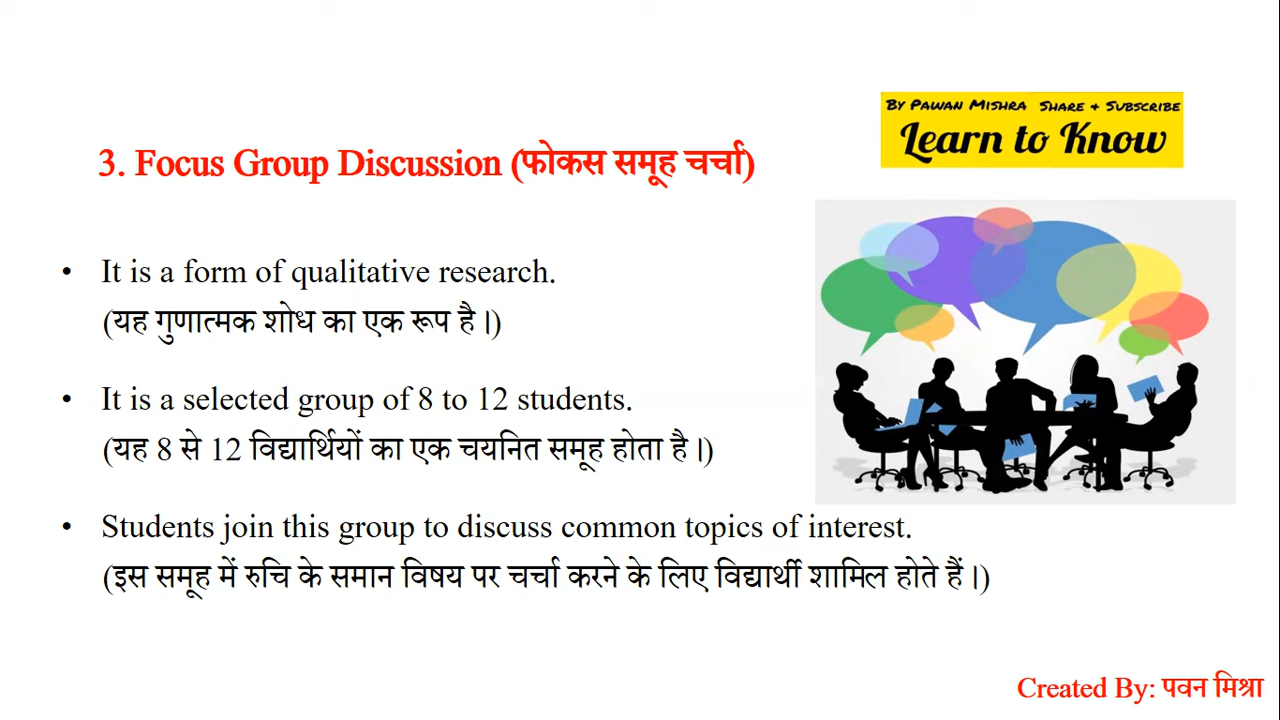 By Pawan Mishra Share & Subscribe
Learn to Know
3. Focus Group Discussion (फोकस समूह चर्चा)
• It is a form of qualitative research.
(यह गुणात्मक शोध का एक रूप है।)
• It is a selected group of 8 to 12 students.
(यह 8 से 12 विद्यार्थियों का एक चयनित समूह होता है।)
• Students join this group to discuss common topics of interest.
(इस समूह में रुचि के समान विषय पर चर्चा करने के लिए विद्यार्थी शामिल होते हैं।)
Created By: पवन मिश्रा